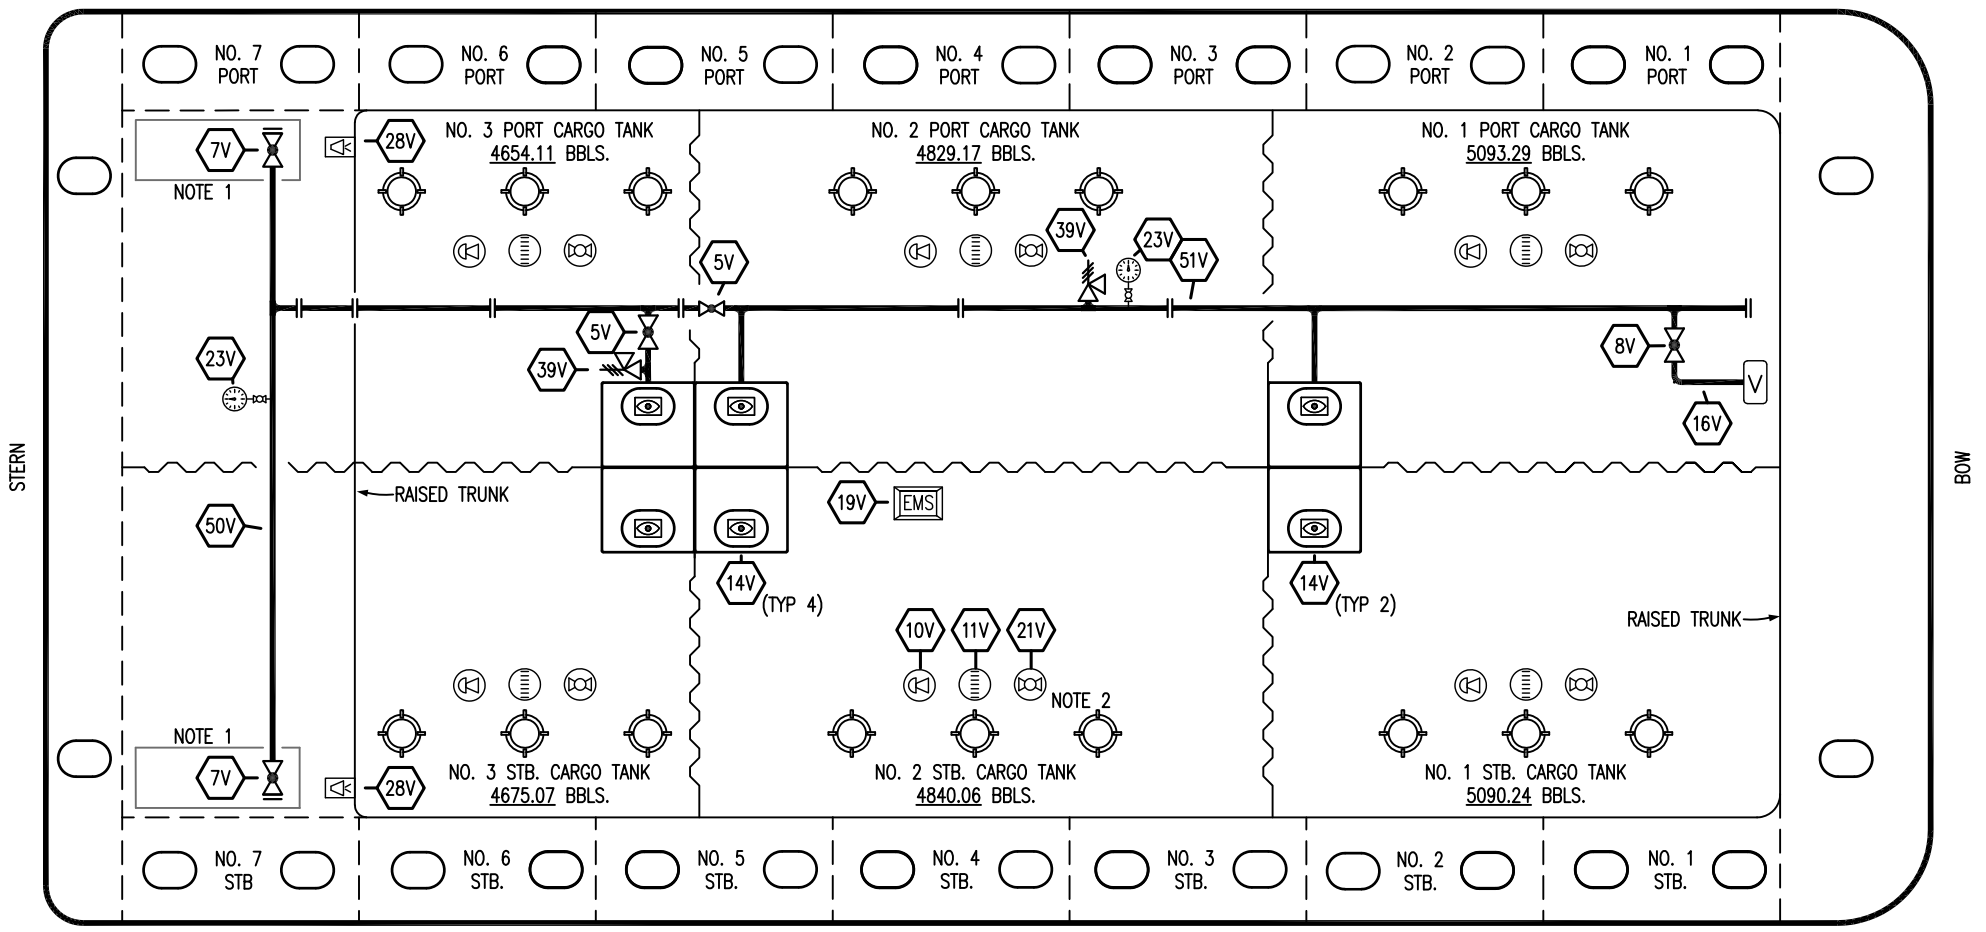 NO. 7
PORT
NO. 6
PORT
NO. 5
PORT
NO. 4
PORT
NO. 3
PORT
NO. 2
PORT
NO. 1
PORT
7V
NOTE 1
28V
NO. 3 PORT CARGO TANK
4654.11 BBLS.
NO. 2 PORT CARGO TANK
4829.17 BBLS.
NO. 1 PORT CARGO TANK
5093.29 BBLS.
39V
23V
51V
5V
5V
39V
23V
8V
V
16V
STERN
BOW
RAISED TRUNK
19V
EMS
50V
14V
(TYP 4)
14V
(TYP 2)
RAISED TRUNK
10V
11V
21V
NOTE 2
NOTE 1
7V
28V
NO. 3 STB. CARGO TANK
4675.07 BBLS.
NO. 2 STB. CARGO TANK
4840.06 BBLS.
NO. 1 STB. CARGO TANK
5090.24 BBLS.
NO. 7
STB
NO. 6
STB.
NO. 5
STB.
NO. 4
STB.
NO. 3
STB.
NO. 2
STB.
NO. 1
STB.